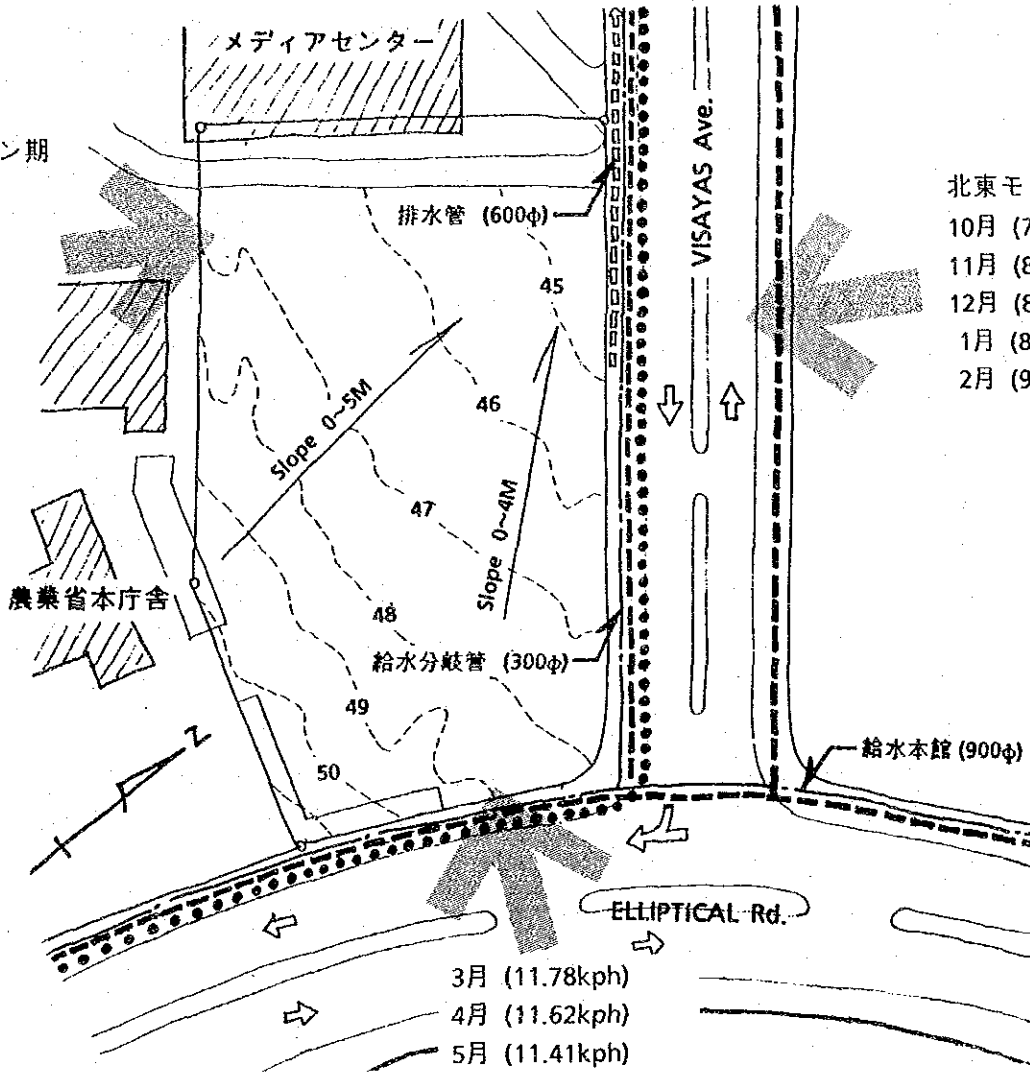 メディアセンター
ン期
排水管 (600φ)
VISAYAS Ave.
北東モ
10月 (7
11月 (8
12月 (8
1月 (8
2月 (9
45
46
47
48
49
50
Slope 0~5M
Slope 0~4M
農業省本庁舎
給水分岐管 (300φ)
N
給水本館 (900φ)
ELLIPTICAL Rd.
3月 (11.78kph)
4月 (11.62kph)
5月 (11.41kph)